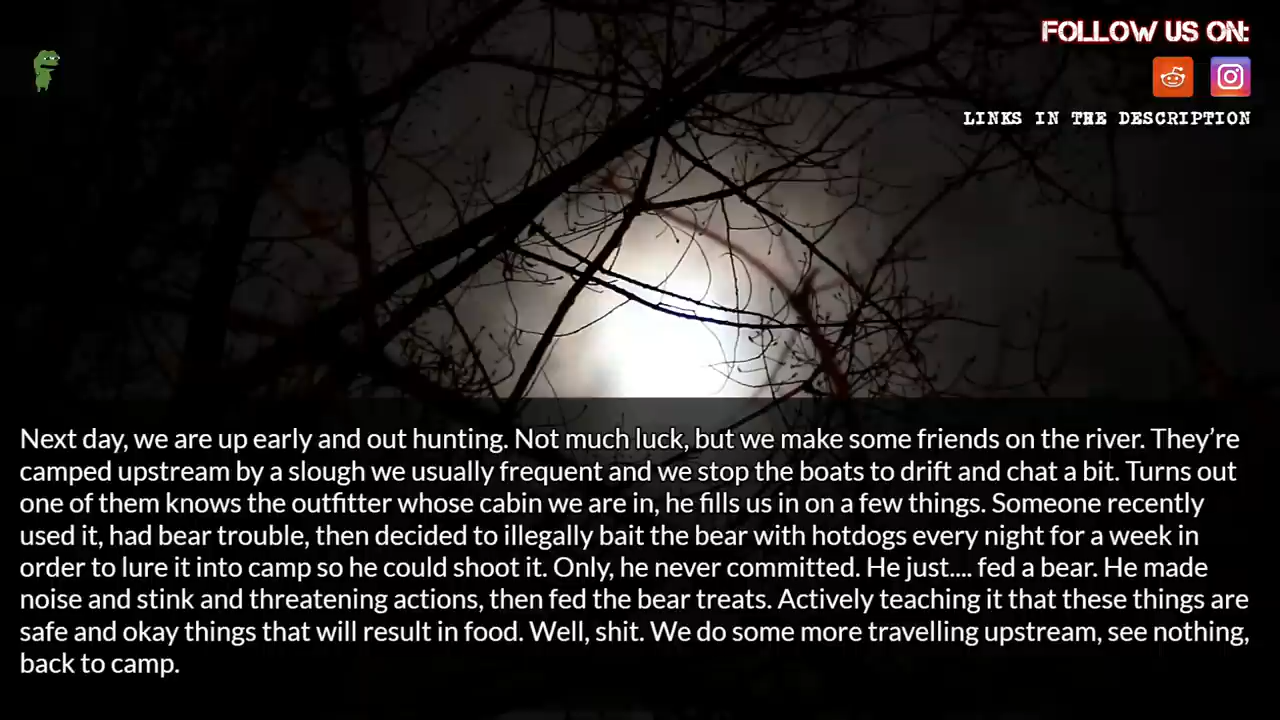 FOLLOW US ON:
LINKS IN THE DESCRIPTION
Next day, we are up early and out hunting. Not much luck, but we make some friends on the river. They’re
camped upstream by a slough we usually frequent and we stop the boats to drift and chat a bit. Turns out
one of them knows the outfitter whose cabin we are in, he fills us in on a few things. Someone recently
used it, had bear trouble, then decided to illegally bait the bear with hotdogs every night for a week in
order to lure it into camp so he could shoot it. Only, he never committed. He just.... fed a bear. He made
noise and stink and threatening actions, then fed the bear treats. Actively teaching it that these things are
safe and okay things that will result in food. Well, shit. We do some more travelling upstream, see nothing,
back to camp.